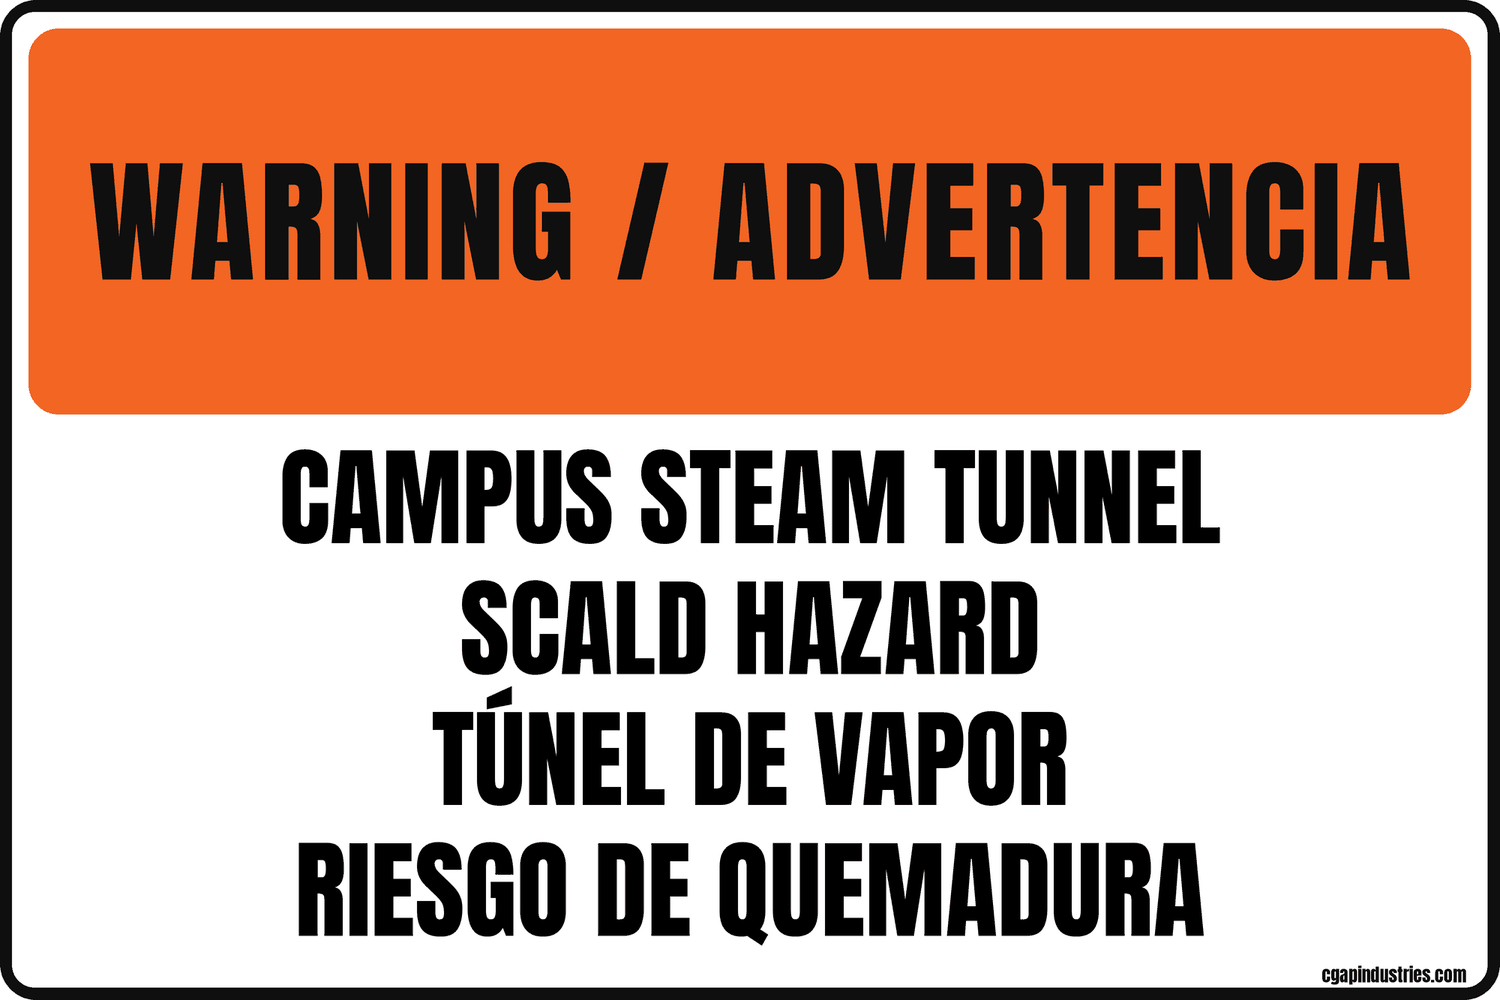 WARNING / ADVERTENCIA
CAMPUS STEAM TUNNEL
SCALD HAZARD
TÚNEL DE VAPOR
RIESGO DE QUEMADURA
cgapindustries.com